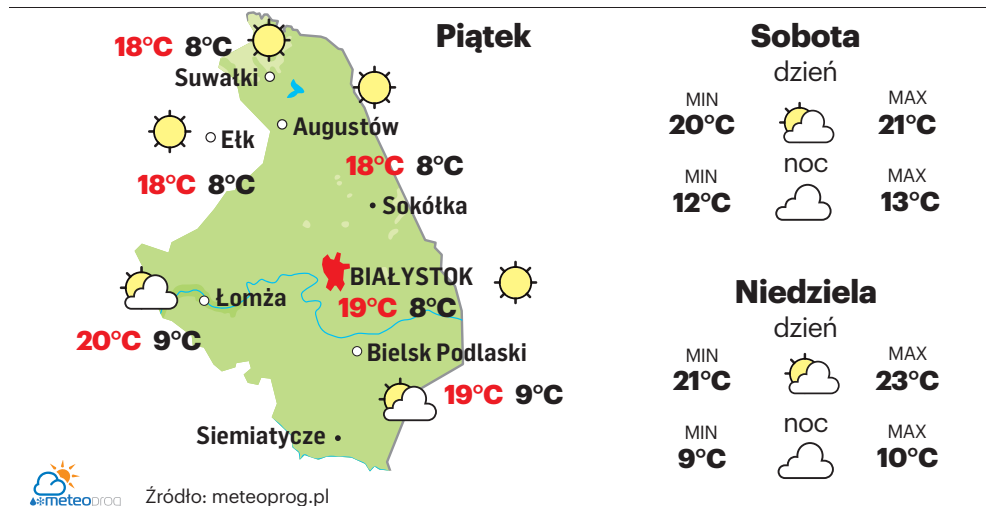 Piątek
18°C 8°C
Suwałki
Augustów
Ełk
18°C 8°C
18°C 8°C
Sokółka
BIAŁYSTOK
19°C 8°C
Łomża
20°C 9°C
Bielsk Podlaski
19°C 9°C
Siemiatycze
meteoprog
Źródło: meteoprog.pl
Sobota
dzień
MIN MAX
20°C 21°C
noc
MIN MAX
12°C 13°C
Niedziela
dzień
MIN MAX
21°C 23°C
noc
MIN MAX
9°C 10°C